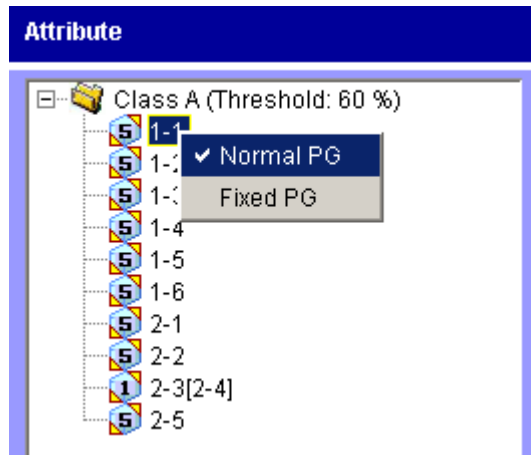 Attribute
Class A (Threshold: 60 %)
5 1-1
Normal PG
5 1-
5 1-
Fixed PG
5 1-4
5 1-5
5 1-6
5 2-1
5 2-2
1 2-3[2-4]
5 2-5